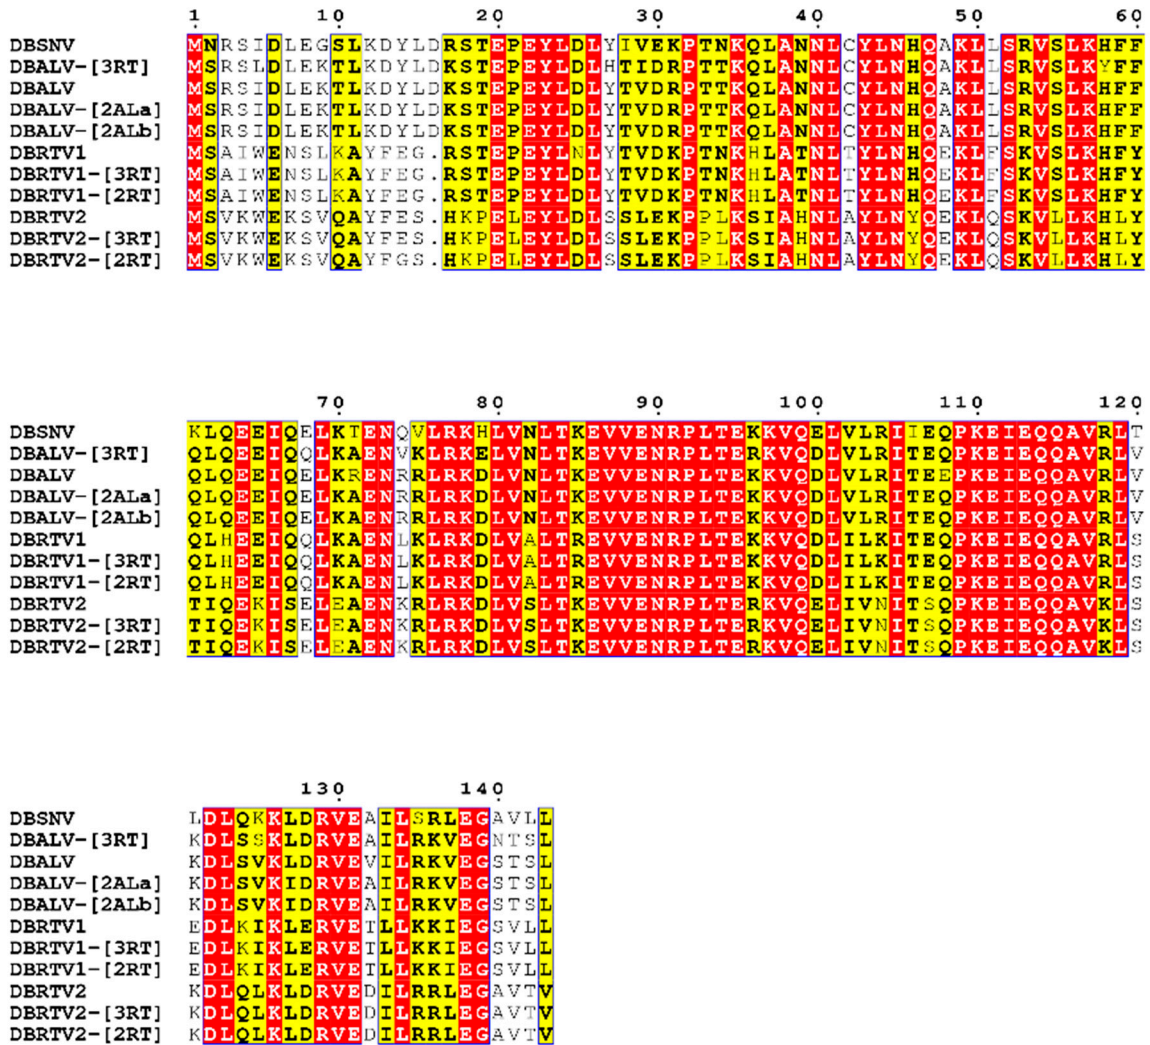 1 10 20 30 40 50 60
DBSNV MNRSIDLEGSLKDYLDRSTEPEYLDLYIVEKPTNKQLANNLCYLNHQAKLLSRVSLKHFF
DBALV-[3RT] MSRSLDLEKTLKDYLDKSTEPEYLDLHTIDRPTTKQLANNLCYLNHQAKLLSRVSLKYFF
DBALV MSRSIDLEKTLKDYLDKSTEPEYLDLYTVDRPTTKQLANNLCYLNHQAKLLSRVSLKHFF
DBALV-[2ALa] MSRSIDLEKTLKDYLDKSTEPEYLDLYTVDRPTTKQLANNLCYLNHQAKLLSRVSLKHFF
DBALV-[2ALb] MSRSIDLEKTLKDYLDKSTEPEYLDLYTVDRPTTKQLANNLCYLNHQAKLLSRVSLKHFF
DBRTV1 MSAIWENSLKAYFEG.RSTEPEYLNLYTVDKPTNKHLATNLTYLNHQEKLFSKVSLKHFY
DBRTV1-[3RT] MSAIWENSLKAYFEG.RSTEPEYLDLYTVDKPTNKHLATNLTYLNHQEKLFSKVSLKHFY
DBRTV1-[2RT] MSAIWENSLKAYFEG.RSTEPEYLDLYTVDKPTNKHLATNLTYLNHQEKLFSKVSLKHFY
DBRTV2 MSVKWEKSVQAYFES.HKPELEYLDLSSLEKPPLKSIAHNLAYLNYQEKLQSKVLLKHLY
DBRTV2-[3RT] MSVKWEKSVQAYFES.HKPELEYLDLSSLEKPPLKSIAHNLAYLNYQEKLQSKVLLKHLY
DBRTV2-[2RT] MSVKWEKSVQAYFGS.HKPELEYLDLSSLEKPPLKSIAHNLAYLNYQEKLQSKVLLKHLY
70 80 90 100 110 120
DBSNV KLQEEIQELKTENQVLRKHLVNLTKEVVENRPLTEKKVQELVLRIIEQPKEIEQQAVRLT
DBALV-[3RT] QLQEEIQQLKAENVKLRKELVNLTKEVVENRPLTERKVQDLVLRITEQPKEIEQQAVRLV
DBALV QLQEEIQELKRENRRLRKDLVNLTKEVVENRPLTERKVQDLVLRITEEPKEIEQQAVRLV
DBALV-[2ALa] QLQEEIQELKAENRRLRKDLVNLTKEVVENRPLTEKKVQDLVLRITEQPKEIEQQAVRLV
DBALV-[2ALb] QLQEEIQELKAENRRLRKDLVNLTKEVVENRPLTEKKVQDLVLRITEQPKEIEQQAVRLV
DBRTV1 QLHEEIQQLKAENLKLRKDLVALTREVVENRPLTERKVQDLILKITEQPKEIEQQAVRLS
DBRTV1-[3RT] QLHEEIQQLKAENLKLRKDLVALTREVVENRPLTERKVQDLILKITEQPKEIEQQAVRLS
DBRTV1-[2RT] QLHEEIQQLKAENLKLRKDLVALTREVVENRPLTERKVQDLILKITEQPKEIEQQAVRLS
DBRTV2 TIQEKISELEAENKRLRKDLVSLTKEVVENRPLTERKVQELIVNITSQPKEIEQQAVKLS
DBRTV2-[3RT] TIQEKISELEAENKRLRKDLVSLTKEVVENRPLTERKVQELIVNITSQPKEIEQQAVKLS
DBRTV2-[2RT] TIQEKISELEAENKRLRKDLVSLTKEVVENRPLTERKVQELIVNITSQPKEIEQQAVKLS
130 140
DBSNV LDLQKKLDRVEAILSRLEGAVLL
DBALV-[3RT] KDLSSKLDRVEAILRKVEGNTSL
DBALV KDLSVKLDRVEVILRKVEGSTSL
DBALV-[2ALa] KDLSVKIDRVEAILRKVEGSTSL
DBALV-[2ALb] KDLSVKIDRVEAILRKVEGSTSL
DBRTV1 EDLKIKLERVETLLKKIEGSVLL
DBRTV1-[3RT] EDLKIKLERVETLLKKIEGSVLL
DBRTV1-[2RT] EDLKIKLERVETLLKKIEGSVLL
DBRTV2 KDLQLKLDRVEDILRRLEGAVTV
DBRTV2-[3RT] KDLQLKLDRVEDILRRLEGAVTV
DBRTV2-[2RT] KDLQLKLDRVEDILRRLEGAVTV